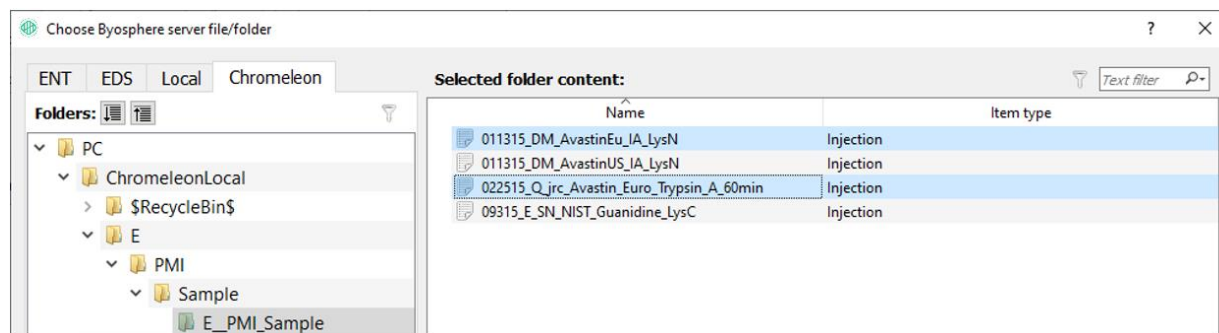 Choose Byosphere server file/folder ? ×
ENT EDS Local Chromeleon
Folders:
PC
ChromeleonLocal
$RecycleBin$
E
PMI
Sample
E__PMI_Sample
Selected folder content: Text filter
Name Item type
011315_DM_AvastinEu_IA_LysN Injection
011315_DM_AvastinUS_IA_LysN Injection
022515_Q_jrc_Avastin_Euro_Trypsin_A_60min Injection
09315_E_SN_NIST_Guanidine_LysC Injection